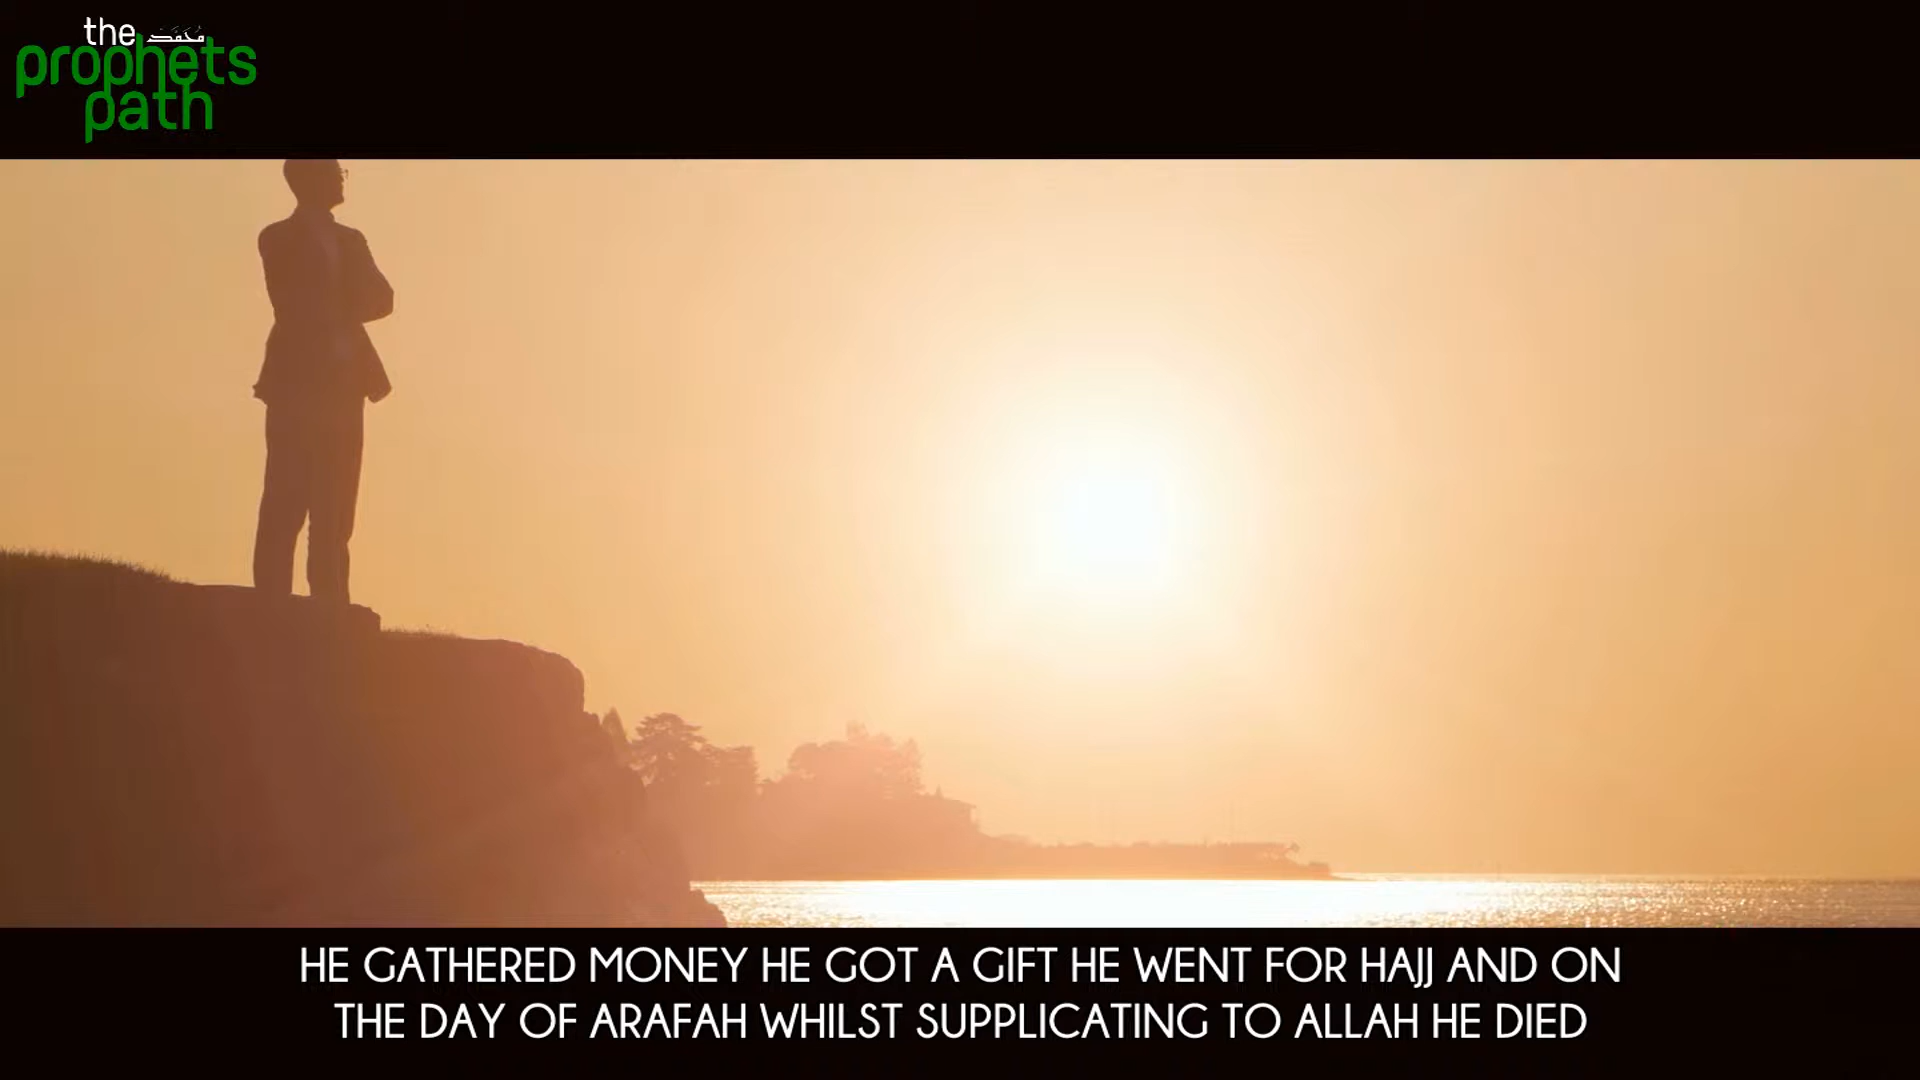 the مُحَمَّد
prophets
path
HE GATHERED MONEY HE GOT A GIFT HE WENT FOR HAJJ AND ON
THE DAY OF ARAFAH WHILST SUPPLICATING TO ALLAH HE DIED